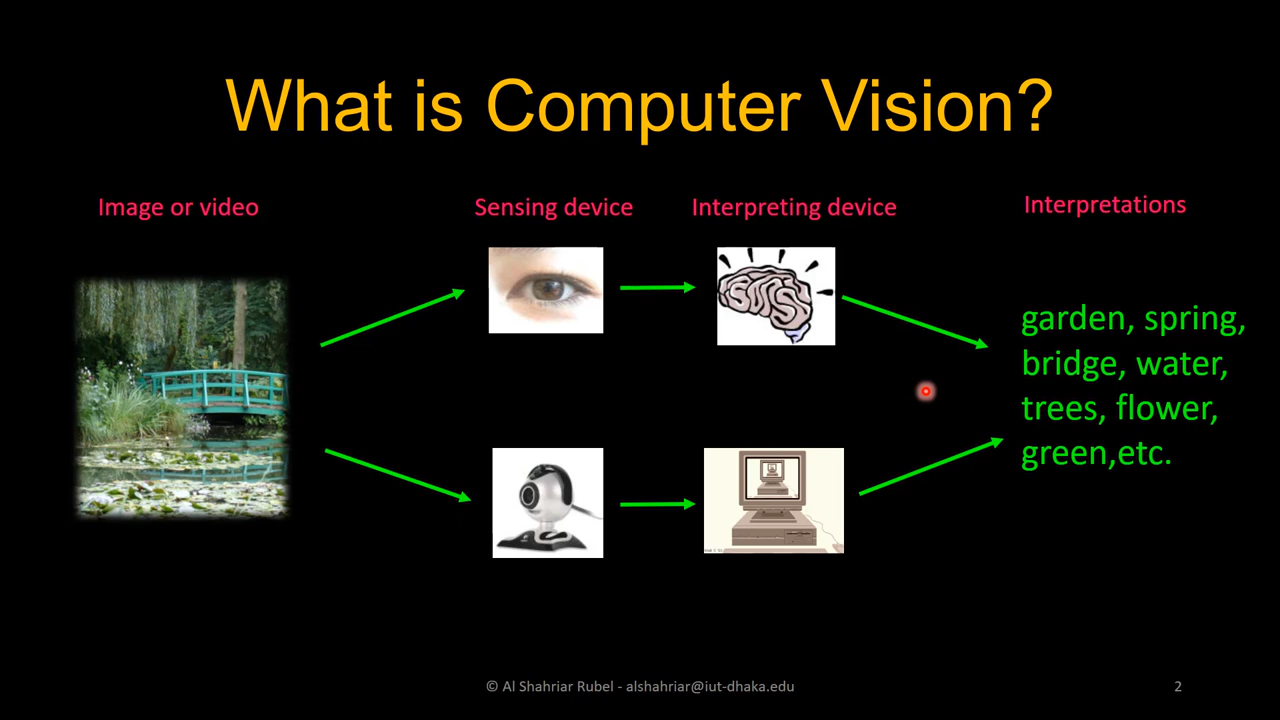 What is Computer Vision?
Image or video
Sensing device
Interpreting device
Interpretations
garden, spring,
bridge, water,
trees, flower,
green,etc.
© Al Shahriar Rubel - alshahriar@iut-dhaka.edu
2